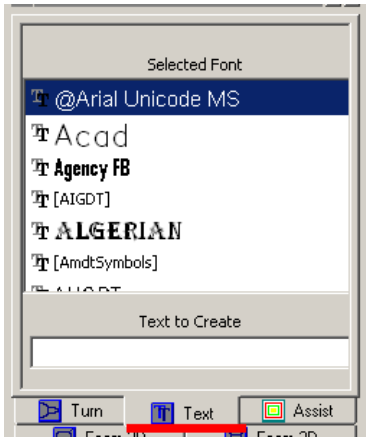 Selected Font
@Arial Unicode MS
Acad
Agency FB
[AIGDT]
ALGERIAN
[AmdtSymbols]
Text to Create
Turn Text Assist